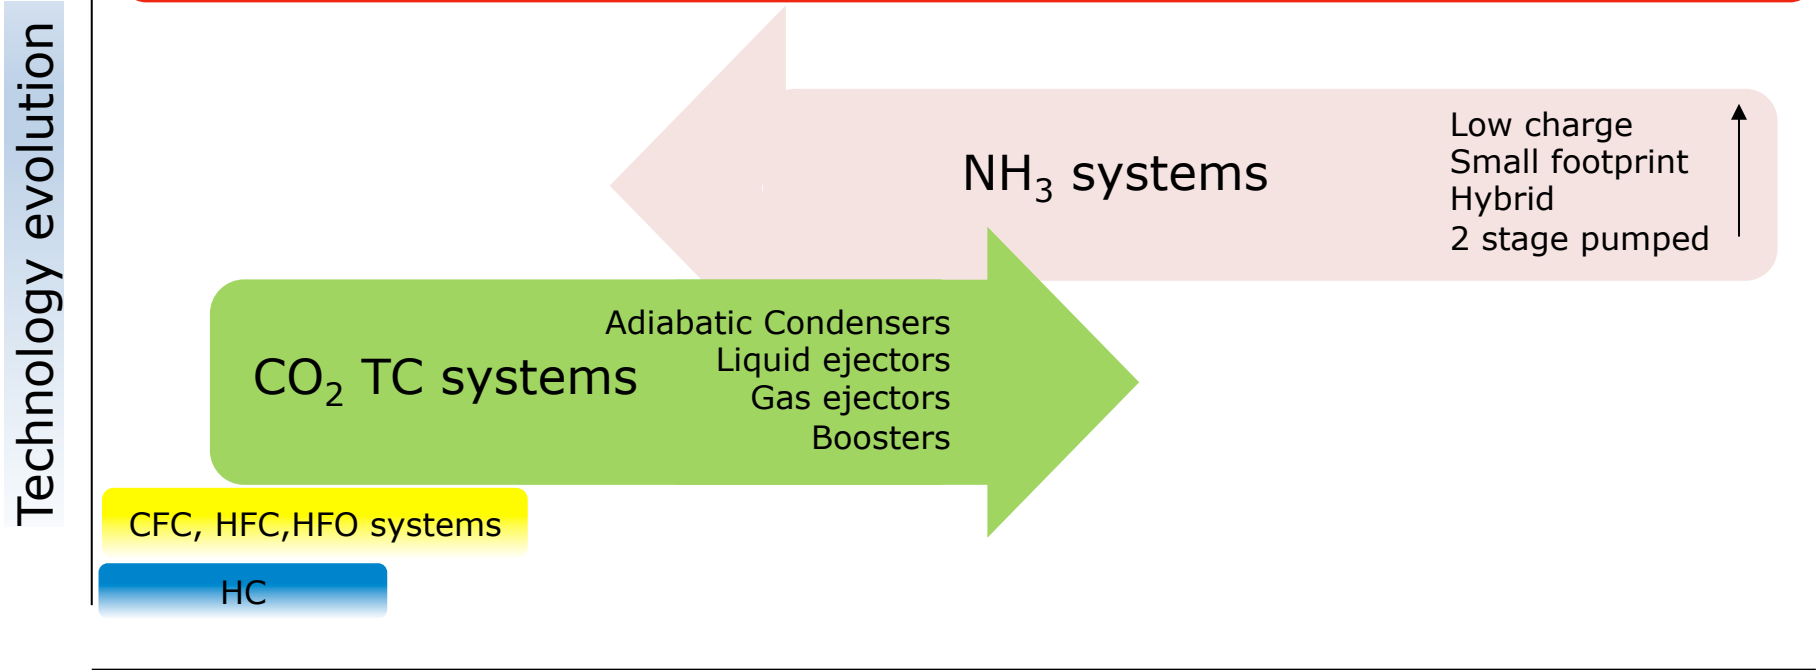 Technology evolution
NH₃ systems
Low charge
Small footprint
Hybrid
2 stage pumped
CO₂ TC systems
Adiabatic Condensers
Liquid ejectors
Gas ejectors
Boosters
CFC, HFC,HFO systems
HC